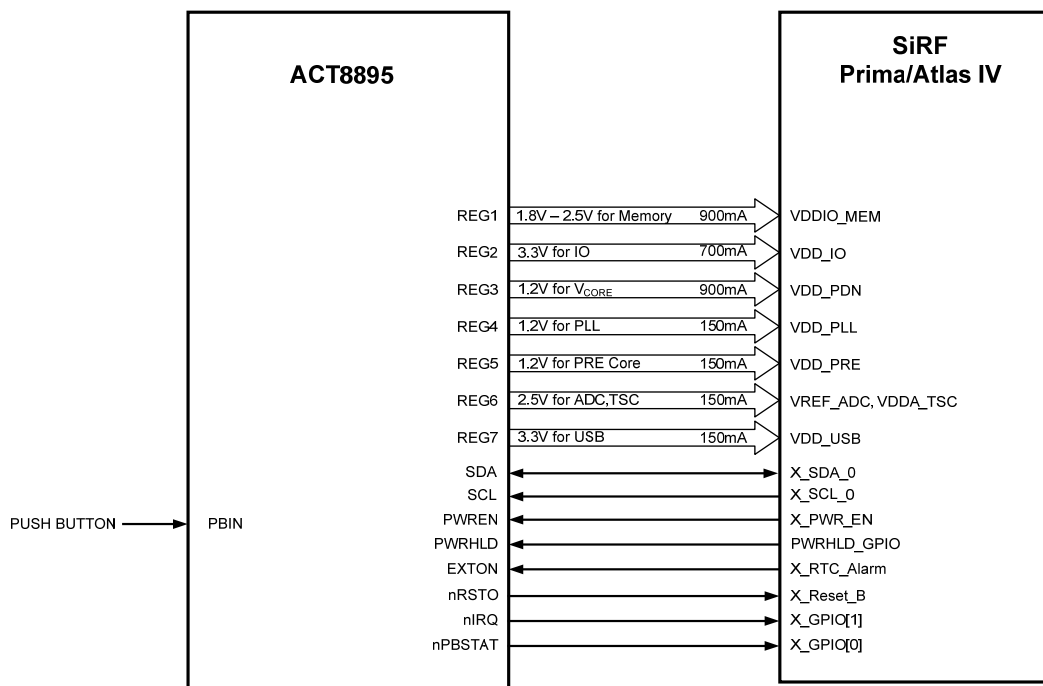 ACT8895
SiRF
Prima/Atlas IV
REG1 1.8V – 2.5V for Memory 900mA VDDIO_MEM
REG2 3.3V for IO 700mA VDD_IO
REG3 1.2V for VCORE 900mA VDD_PDN
REG4 1.2V for PLL 150mA VDD_PLL
REG5 1.2V for PRE Core 150mA VDD_PRE
REG6 2.5V for ADC,TSC 150mA VREF_ADC, VDDA_TSC
REG7 3.3V for USB 150mA VDD_USB
SDA X_SDA_0
SCL X_SCL_0
PUSH BUTTON PBIN PWREN X_PWR_EN
PWRHLD PWRHLD_GPIO
EXTON X_RTC_Alarm
nRSTO X_Reset_B
nIRQ X_GPIO[1]
nPBSTAT X_GPIO[0]